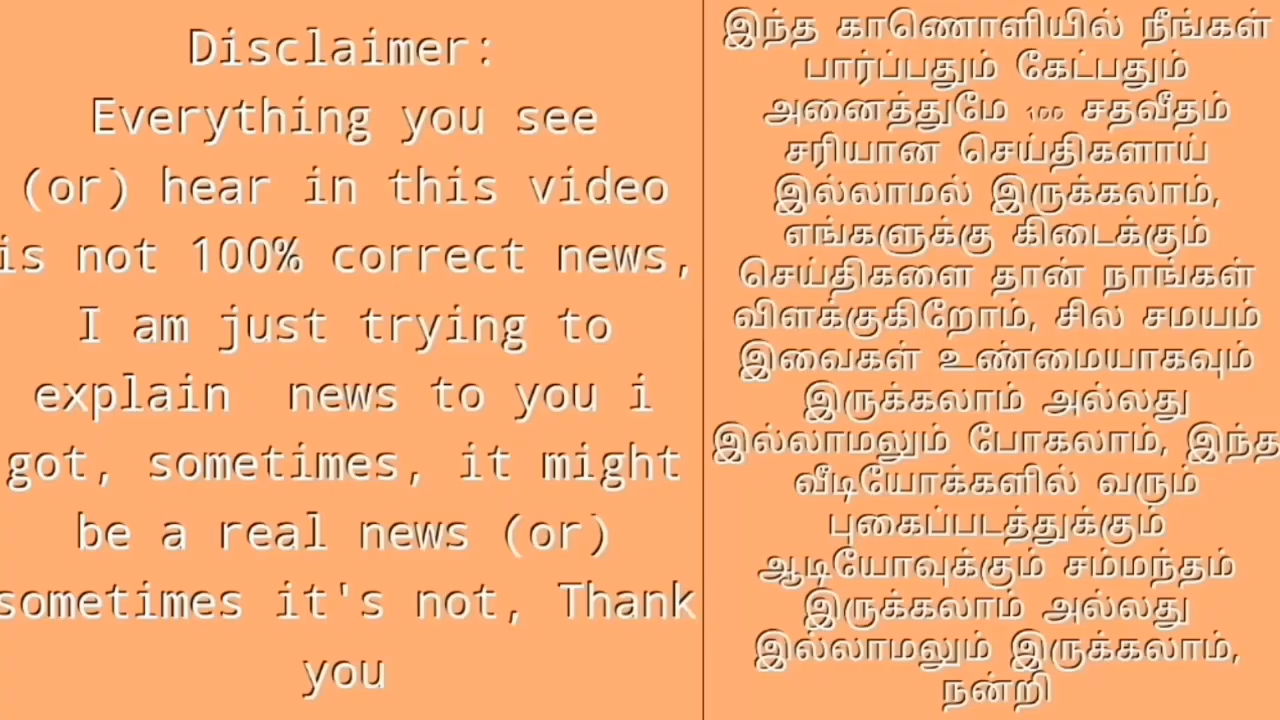 Disclaimer:
Everything you see
(or) hear in this video
is not 100% correct news,
I am just trying to
explain  news to you i
got, sometimes, it might
be a real news (or)
sometimes it's not, Thank
you
இந்த காணொளியில் நீங்கள்
பார்ப்பதும் கேட்பதும்
அனைத்துமே 100 சதவீதம்
சரியான செய்திகளாய்
இல்லாமல் இருக்கலாம்,
எங்களுக்கு கிடைக்கும்
செய்திகளை தான் நாங்கள்
விளக்குகிறோம், சில சமயம்
இவைகள் உண்மையாகவும்
இருக்கலாம் அல்லது
இல்லாமலும் போகலாம், இந்த
வீடியோக்களில் வரும்
புகைப்படத்துக்கும்
ஆடியோவுக்கும் சம்மந்தம்
இருக்கலாம் அல்லது
இல்லாமலும் இருக்கலாம்,
நன்றி